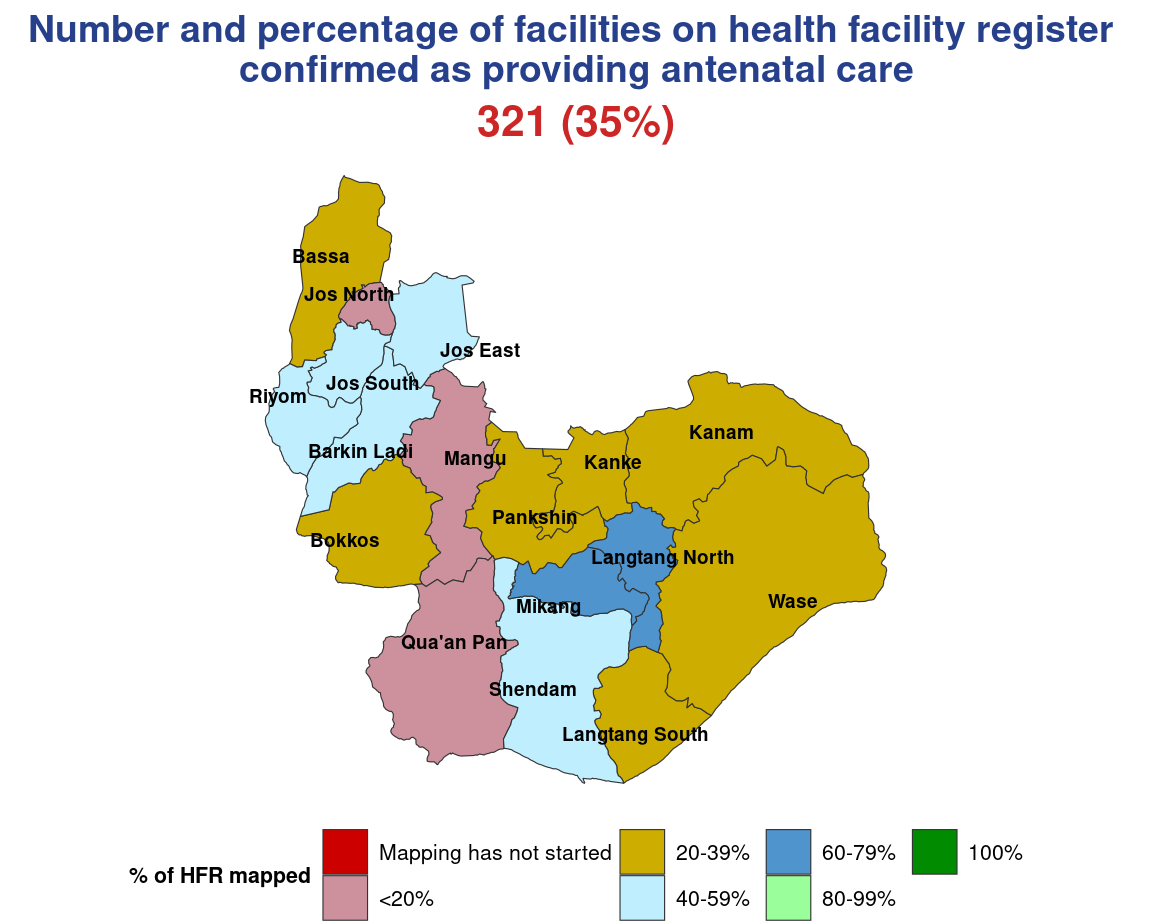 Number and percentage of facilities on health facility register
confirmed as providing antenatal care
321 (35%)
Bassa
Jos North
Jos East
Jos South
Riyom
Kanam
Barkin Ladi
Mangu
Kanke
Pankshin
Bokkos
Langtang North
Wase
Mikang
Qua'an Pan
Shendam
Langtang South
% of HFR mapped
Mapping has not started
<20%
20-39%
40-59%
60-79%
80-99%
100%